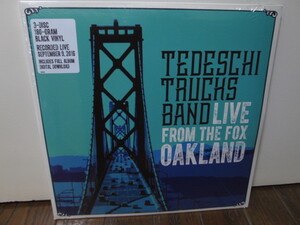 3-DISC
180-GRAM
BLACK VINYL
RECORDED LIVE
SEPTEMBER 9, 2016
INCLUDES FULL ALBUM
DIGITAL DOWNLOAD
TEDESCHI
TRUCKS
BAND LIVE
FROM THE FOX
OAKLAND